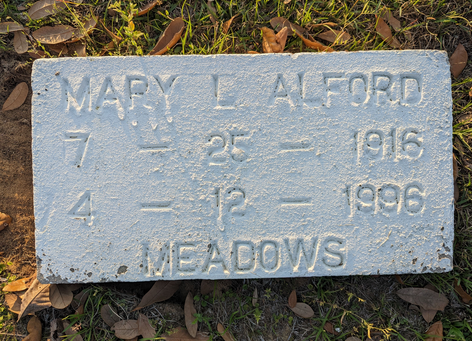 MARY L ALFORD
7 - 25 - 1916
4 - 12 - 1996
MEADOWS